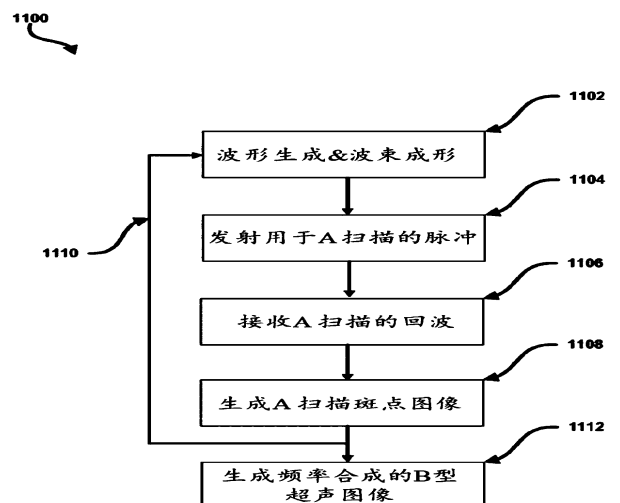 1100
1102
波形生成&波束成形
1104
发射用于A扫描的脉冲
1110
1106
接收A扫描的回波
1108
生成A扫描斑点图像
1112
生成频率合成的B型
超声图像